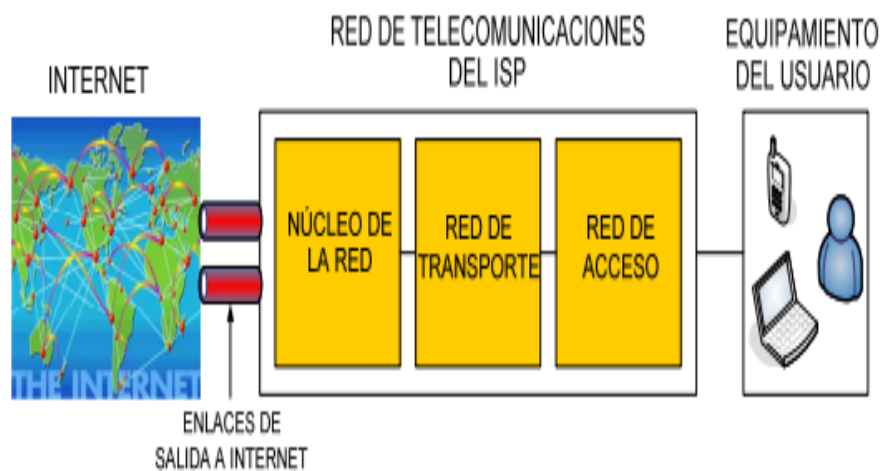 RED DE TELECOMUNICACIONES
DEL ISP
EQUIPAMIENTO
DEL USUARIO
INTERNET
NÚCLEO DE
LA RED
RED DE
TRANSPORTE
RED DE
ACCESO
THE INTERNET
ENLACES DE
SALIDA A INTERNET